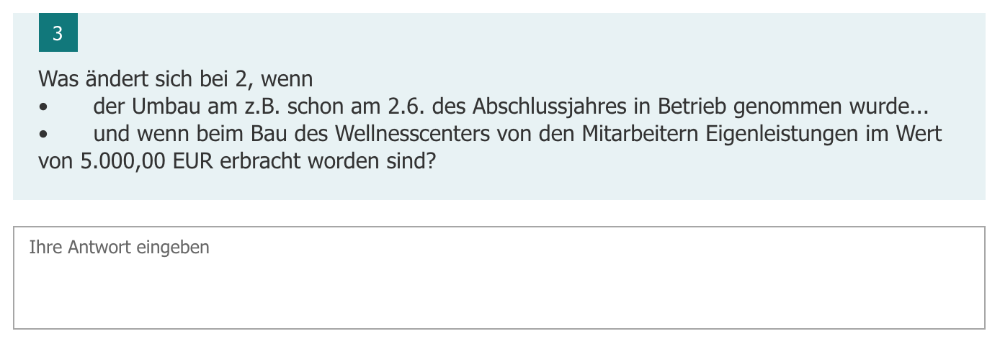 3
Was ändert sich bei 2, wenn
• der Umbau am z.B. schon am 2.6. des Abschlussjahres in Betrieb genommen wurde...
• und wenn beim Bau des Wellnesscenters von den Mitarbeitern Eigenleistungen im Wert
von 5.000,00 EUR erbracht worden sind?
Ihre Antwort eingeben